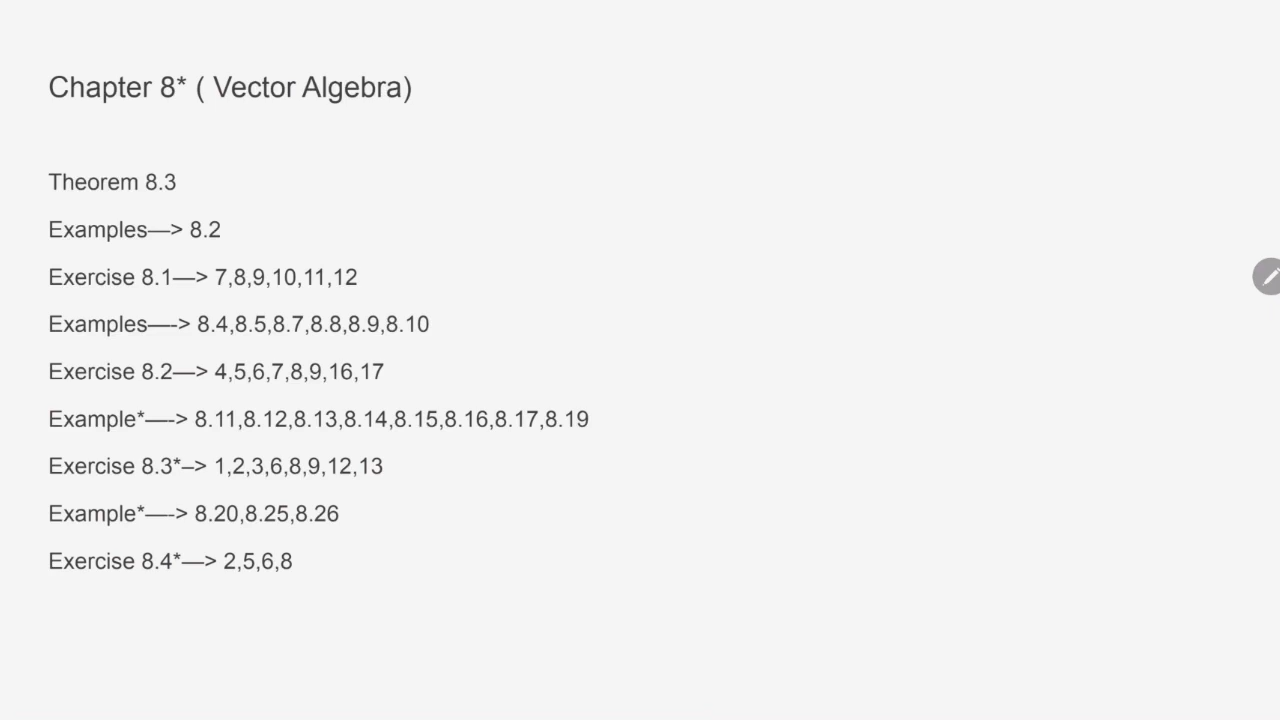 Chapter 8* ( Vector Algebra)
Theorem 8.3
Examples—> 8.2
Exercise 8.1—> 7,8,9,10,11,12
Examples—-> 8.4,8.5,8.7,8.8,8.9,8.10
Exercise 8.2—> 4,5,6,7,8,9,16,17
Example*—-> 8.11,8.12,8.13,8.14,8.15,8.16,8.17,8.19
Exercise 8.3*–> 1,2,3,6,8,9,12,13
Example*—-> 8.20,8.25,8.26
Exercise 8.4*—> 2,5,6,8